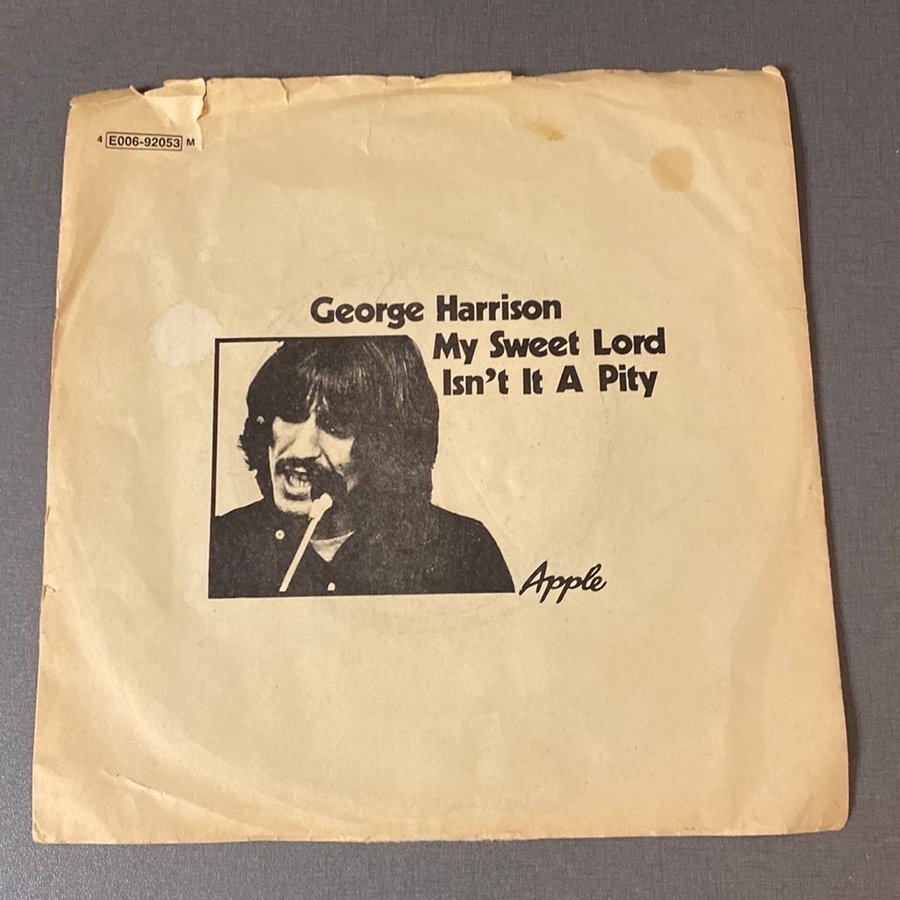 4 E006-92053 M
George Harrison
My Sweet Lord
Isn't It A Pity
Apple